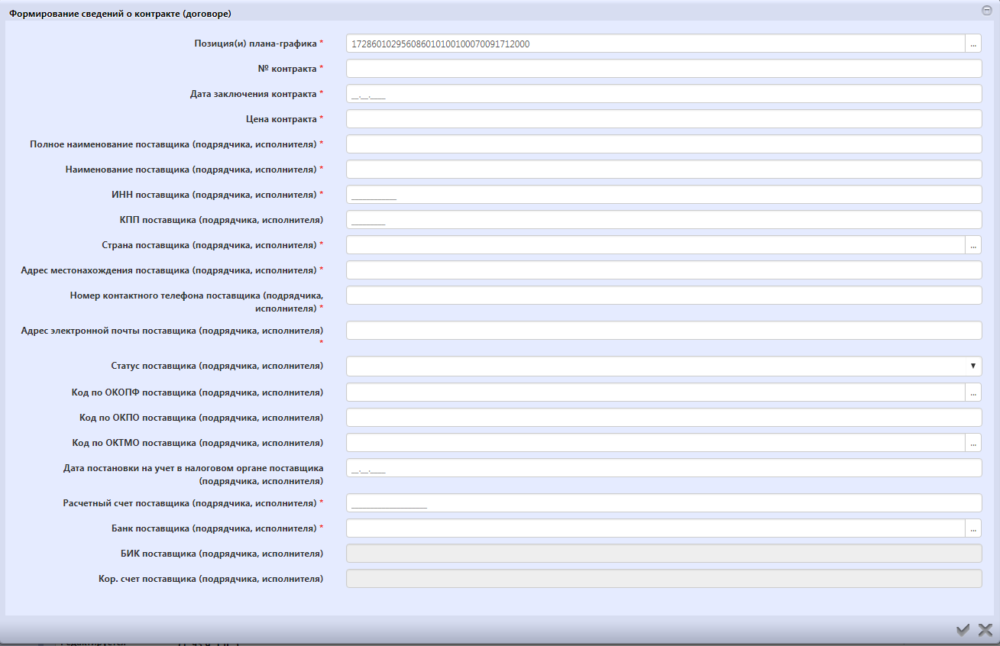 Формирование сведений о контракте (договоре)
Позиция(и) плана-графика * 172860102956086010100100070091712000 ...
№ контракта *
Дата заключения контракта * __.__.____
Цена контракта *
Полное наименование поставщика (подрядчика, исполнителя) *
Наименование поставщика (подрядчика, исполнителя) *
ИНН поставщика (подрядчика, исполнителя) * ____________
КПП поставщика (подрядчика, исполнителя) _________
Страна поставщика (подрядчика, исполнителя) * ...
Адрес местонахождения поставщика (подрядчика, исполнителя) *
Номер контактного телефона поставщика (подрядчика,
исполнителя) *
Адрес электронной почты поставщика (подрядчика, исполнителя)
*
Статус поставщика (подрядчика, исполнителя)
Код по ОКОПФ поставщика (подрядчика, исполнителя) ...
Код по ОКПО поставщика (подрядчика, исполнителя)
Код по ОКТМО поставщика (подрядчика, исполнителя) ...
Дата постановки на учет в налоговом органе поставщика __.__.____
(подрядчика, исполнителя)
Расчетный счет поставщика (подрядчика, исполнителя) * ____________________
Банк поставщика (подрядчика, исполнителя) * ...
БИК поставщика (подрядчика, исполнителя)
Кор. счет поставщика (подрядчика, исполнителя)